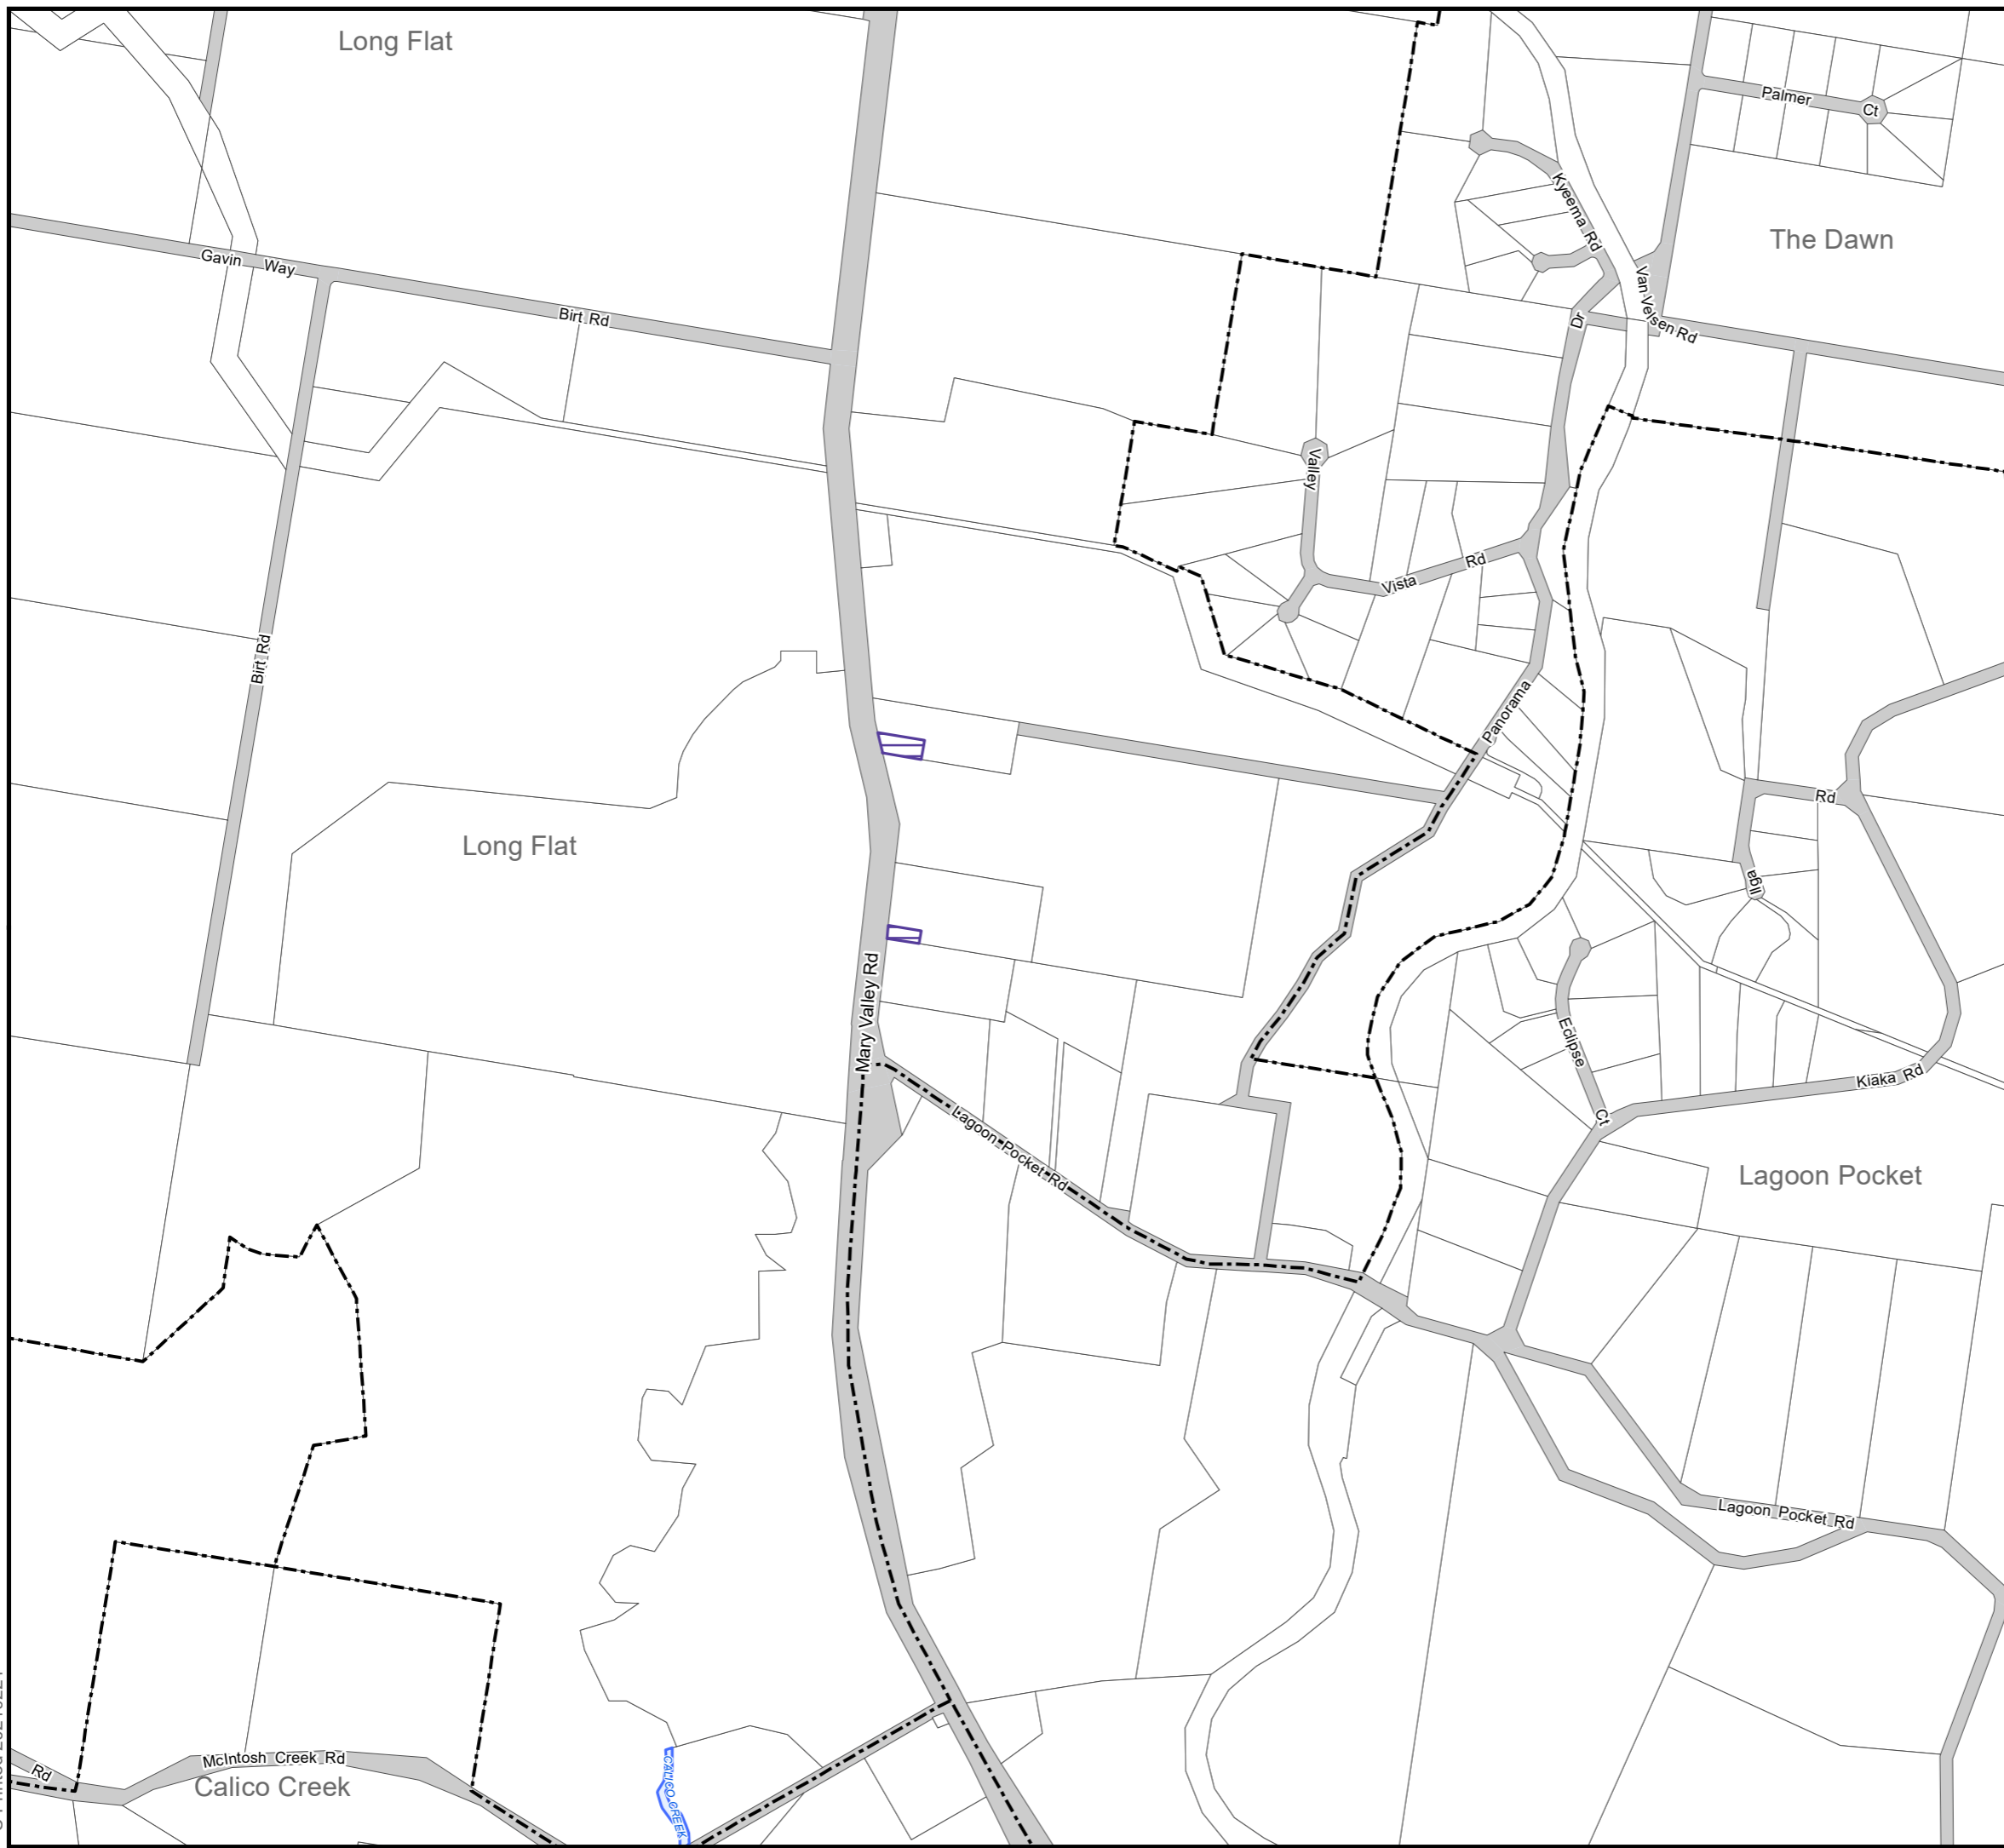 Long Flat
Palmer
Ct
Kyeema Rd
The Dawn
Gavin Way
Van Velsen Rd
Birt Rd
Dr
Valley
Vista Rd
Birt Rd
Panorama
Rd
Long Flat
Ilga
Mary Valley Rd
Eclipse
Ct
Kiaka Rd
Lagoon Pocket Rd
Lagoon Pocket
Lagoon Pocket Rd
McIntosh Creek Rd
Rd
Calico Creek
CALICO CREEK